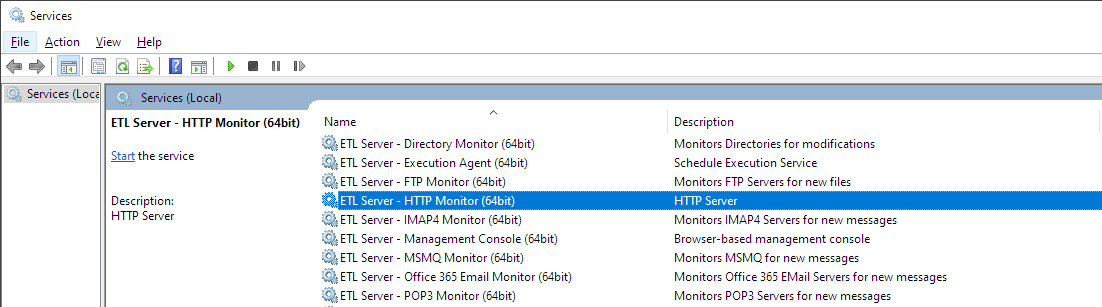 Services
File Action View Help
Services (Loca
Services (Local)
ETL Server - HTTP Monitor (64bit)
Start the service
Description:
HTTP Server
Name Description
ETL Server - Directory Monitor (64bit) Monitors Directories for modifications
ETL Server - Execution Agent (64bit) Schedule Execution Service
ETL Server - FTP Monitor (64bit) Monitors FTP Servers for new files
ETL Server - HTTP Monitor (64bit) HTTP Server
ETL Server - IMAP4 Monitor (64bit) Monitors IMAP4 Servers for new messages
ETL Server - Management Console (64bit) Browser-based management console
ETL Server - MSMQ Monitor (64bit) Monitors MSMQ for new messages
ETL Server - Office 365 Email Monitor (64bit) Monitors Office 365 EMail Servers for new messages
ETL Server - POP3 Monitor (64bit) Monitors POP3 Servers for new messages